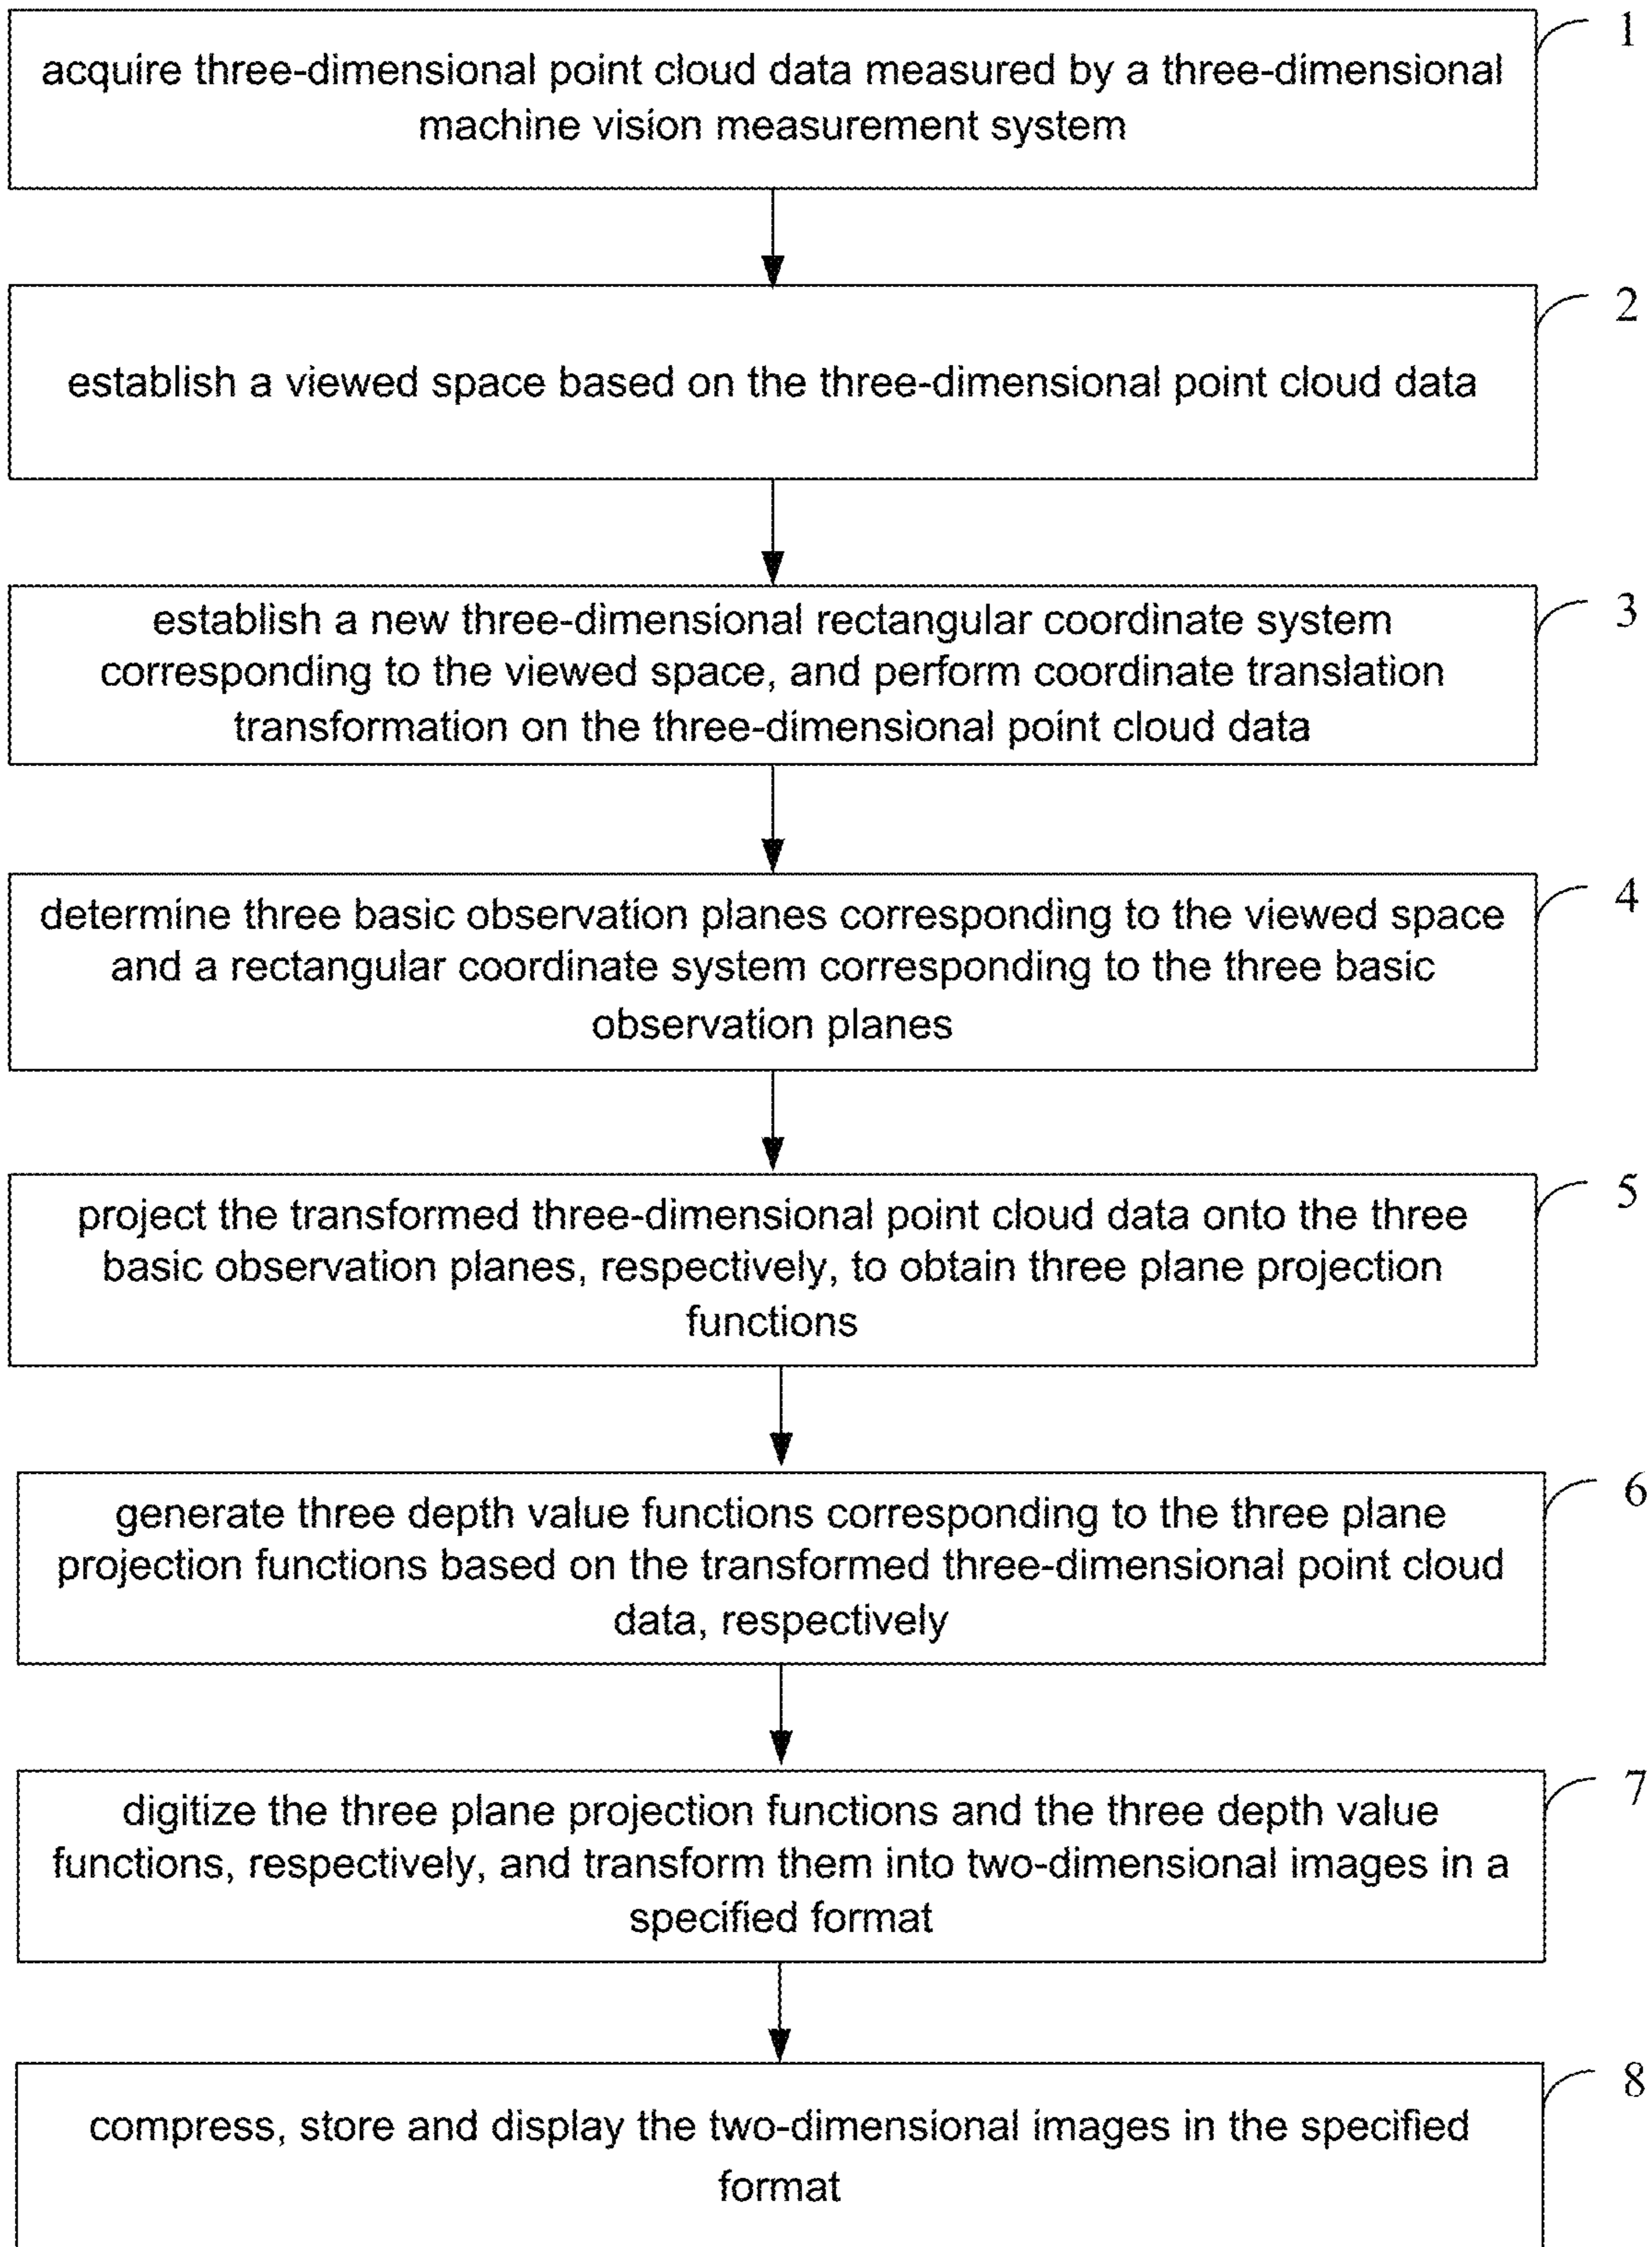 1
acquire three-dimensional point cloud data measured by a three-dimensional
machine vision measurement system
2
establish a viewed space based on the three-dimensional point cloud data
3
establish a new three-dimensional rectangular coordinate system
corresponding to the viewed space, and perform coordinate translation
transformation on the three-dimensional point cloud data
4
determine three basic observation planes corresponding to the viewed space
and a rectangular coordinate system corresponding to the three basic
observation planes
5
project the transformed three-dimensional point cloud data onto the three
basic observation planes, respectively, to obtain three plane projection
functions
6
generate three depth value functions corresponding to the three plane
projection functions based on the transformed three-dimensional point cloud
data, respectively
7
digitize the three plane projection functions and the three depth value
functions, respectively, and transform them into two-dimensional images in a
specified format
8
compress, store and display the two-dimensional images in the specified
format